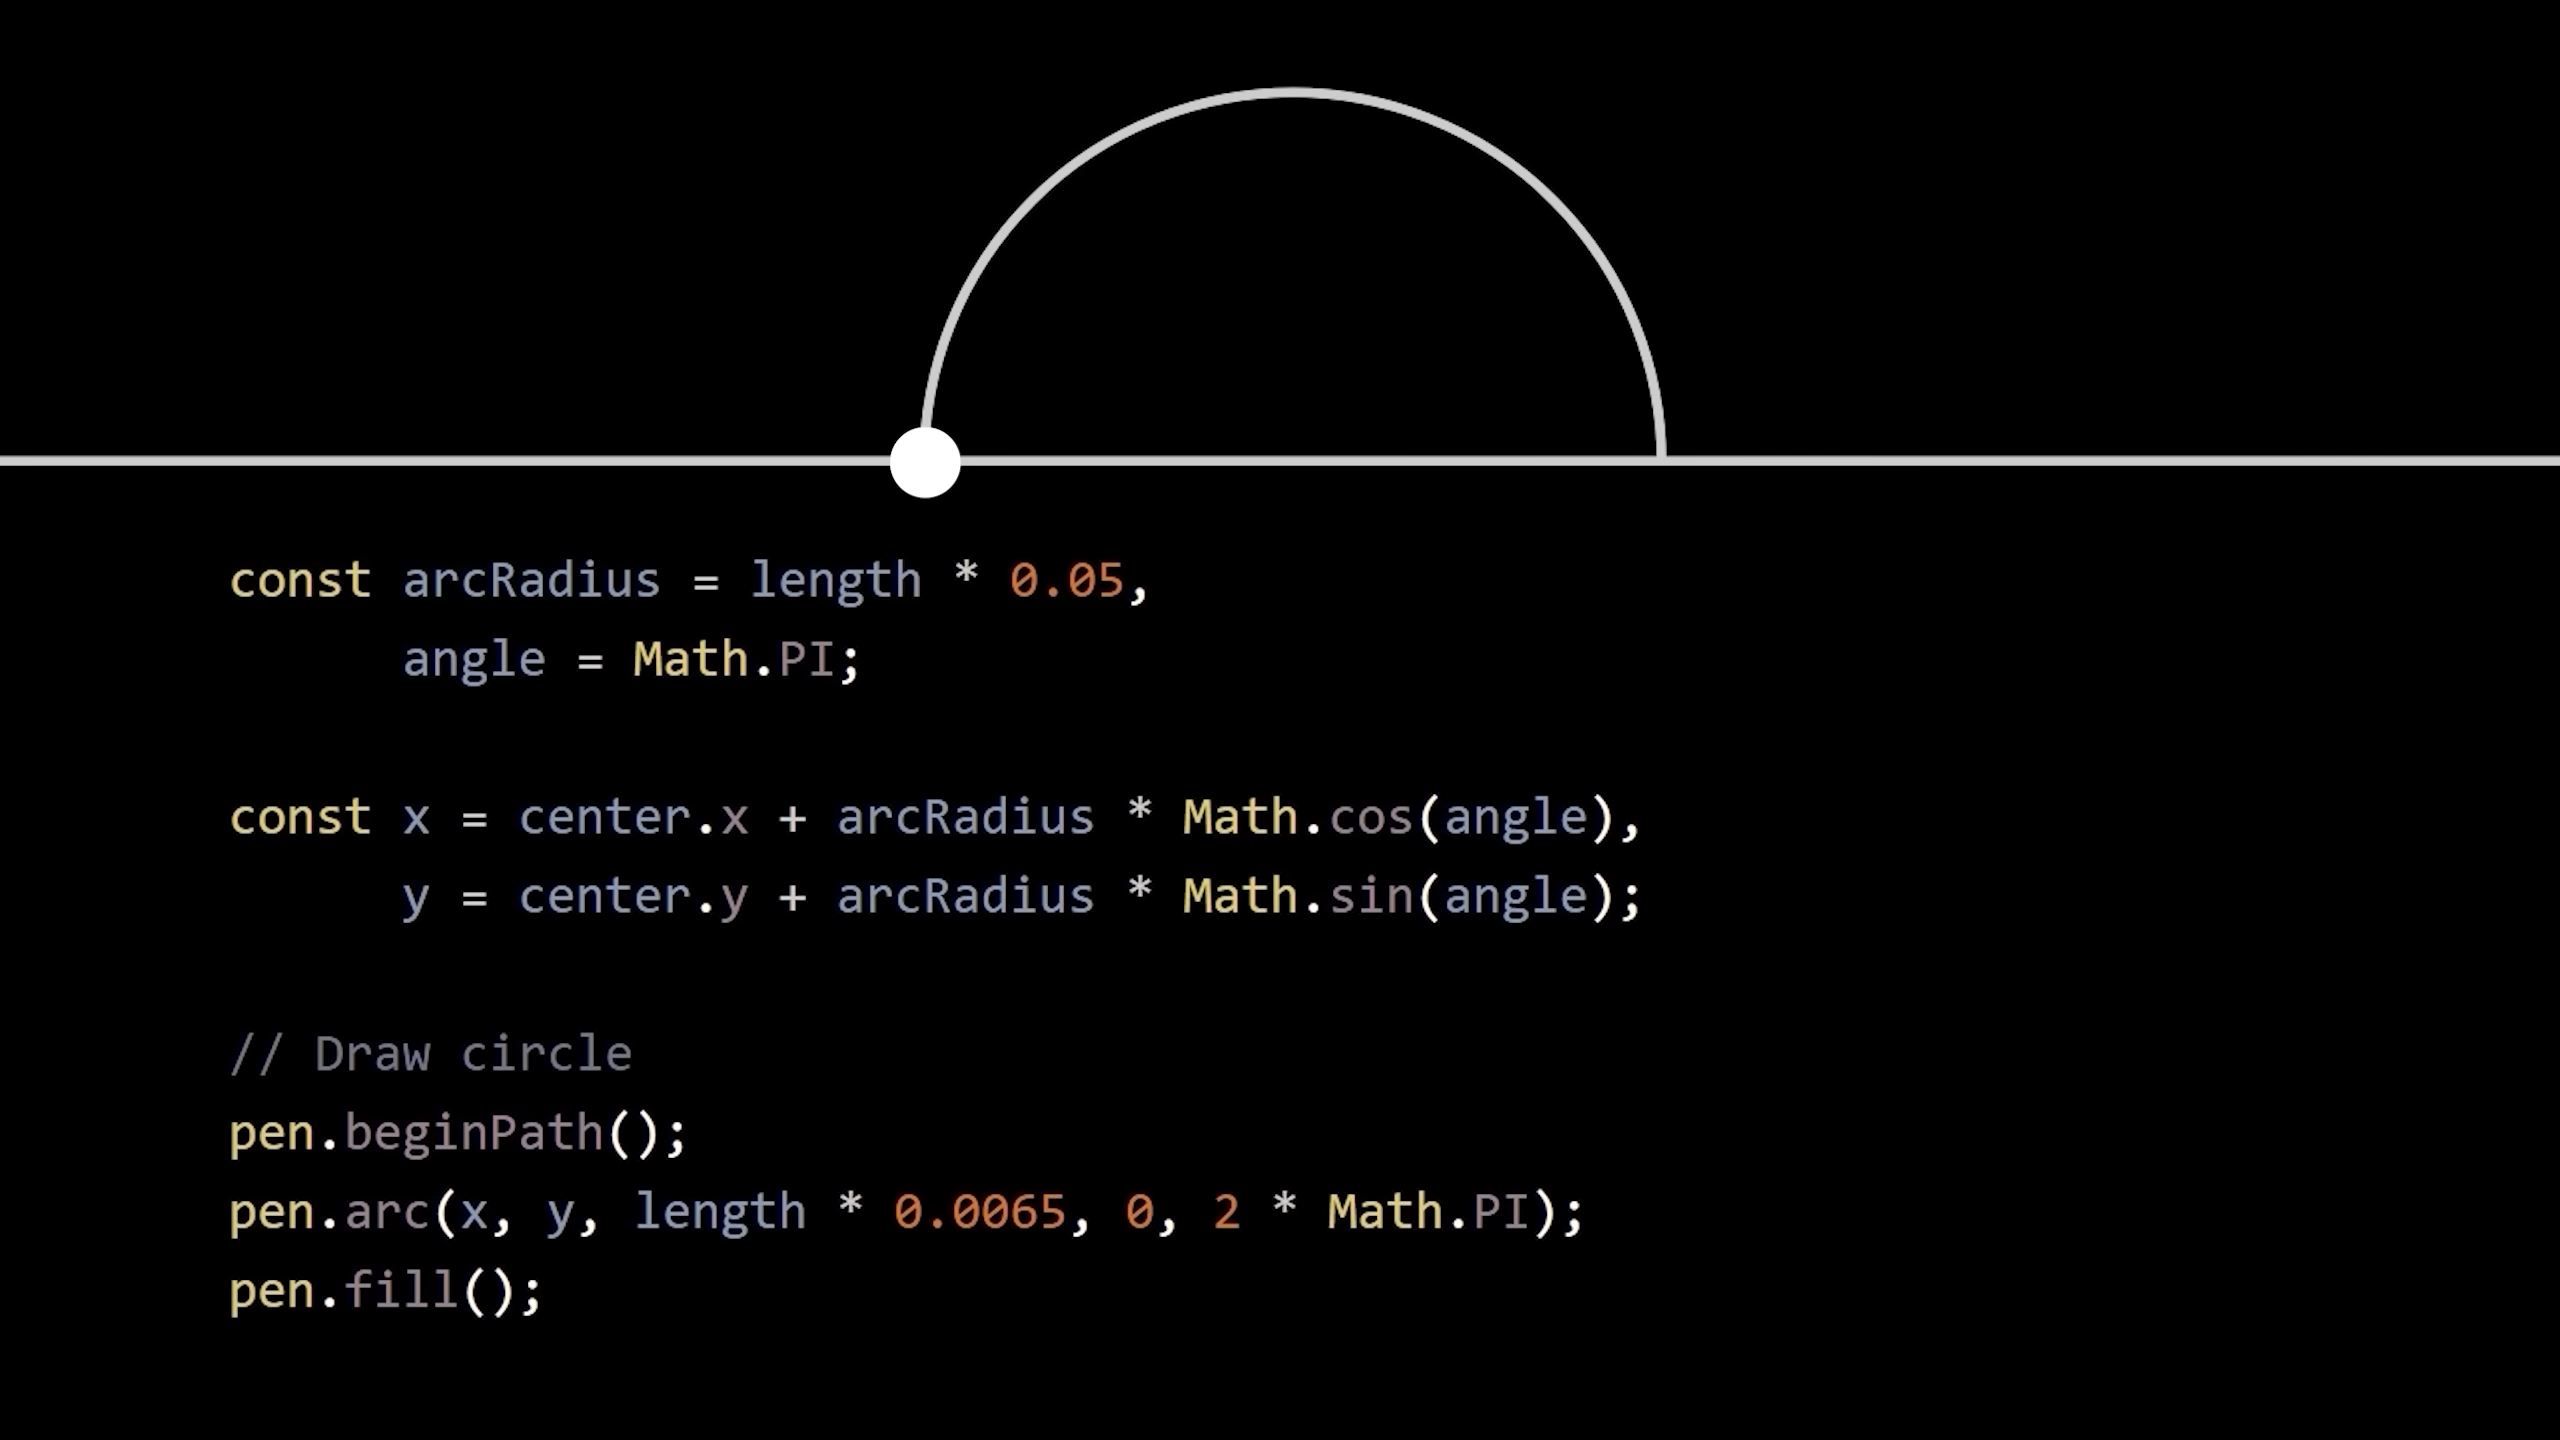 const arcRadius = length * 0.05,
      angle = Math.PI;
const x = center.x + arcRadius * Math.cos(angle),
      y = center.y + arcRadius * Math.sin(angle);
// Draw circle
pen.beginPath();
pen.arc(x, y, length * 0.0065, 0, 2 * Math.PI);
pen.fill();